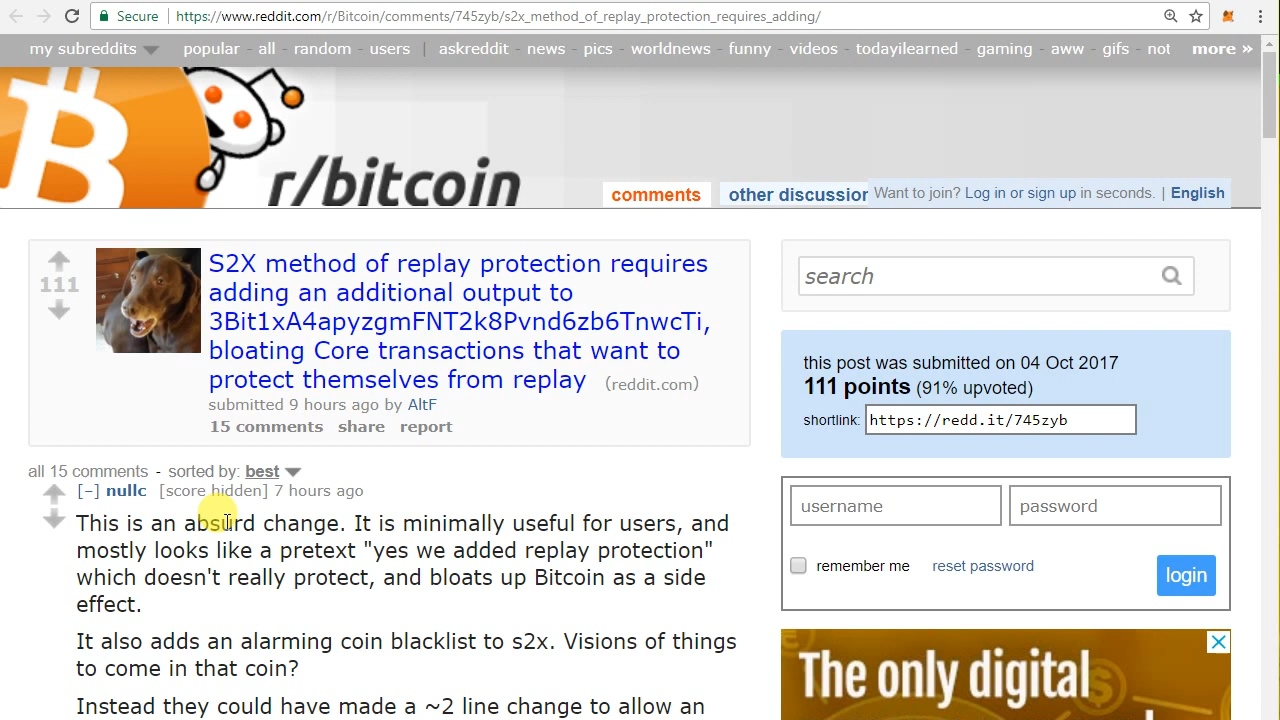 Secure https://www.reddit.com/r/Bitcoin/comments/745zyb/s2x_method_of_replay_protection_requires_adding/
my subreddits popular - all - random - users | askreddit - news - pics - worldnews - funny - videos - todayilearned - gaming - aww - gifs - not more »
B
r/bitcoin
comments other discussion Want to join? Log in or sign up in seconds. | English
111
S2X method of replay protection requires
adding an additional output to
3Bit1xA4apyzgmFNT2k8Pvnd6zb6TnwcTi,
bloating Core transactions that want to
protect themselves from replay (reddit.com)
submitted 9 hours ago by AltF
15 comments share report
search
this post was submitted on 04 Oct 2017
111 points (91% upvoted)
shortlink: https://redd.it/745zyb
username password
remember me reset password login
all 15 comments - sorted by: best
[–] nullc [score hidden] 7 hours ago
This is an absurd change. It is minimally useful for users, and
mostly looks like a pretext "yes we added replay protection"
which doesn't really protect, and bloats up Bitcoin as a side
effect.
It also adds an alarming coin blacklist to s2x. Visions of things
to come in that coin?
Instead they could have made a ~2 line change to allow an
The only digital